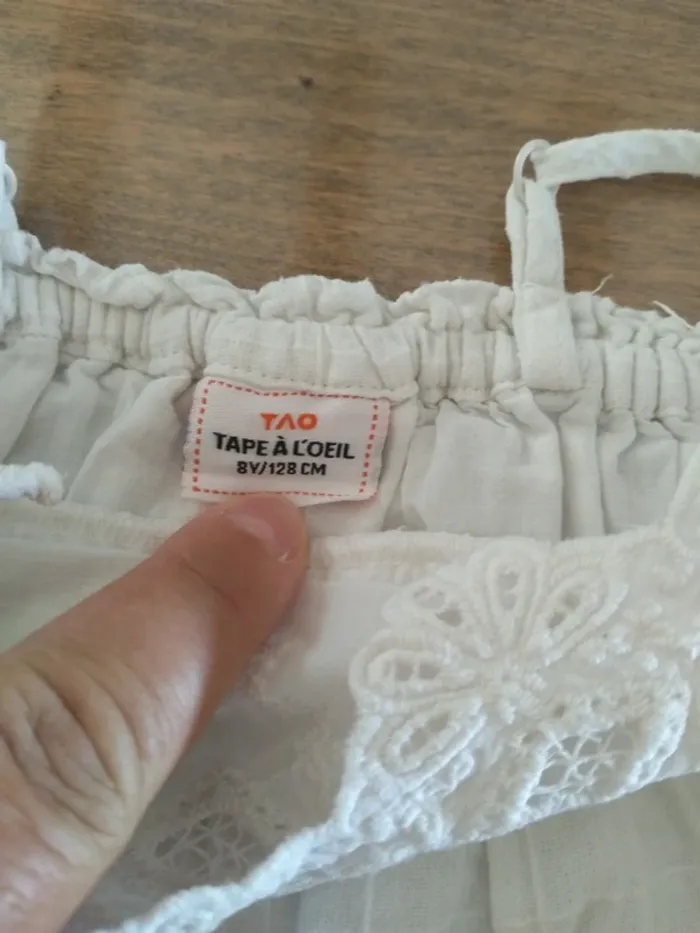 TAO
TAPE À L'OEIL
8Y/128 CM